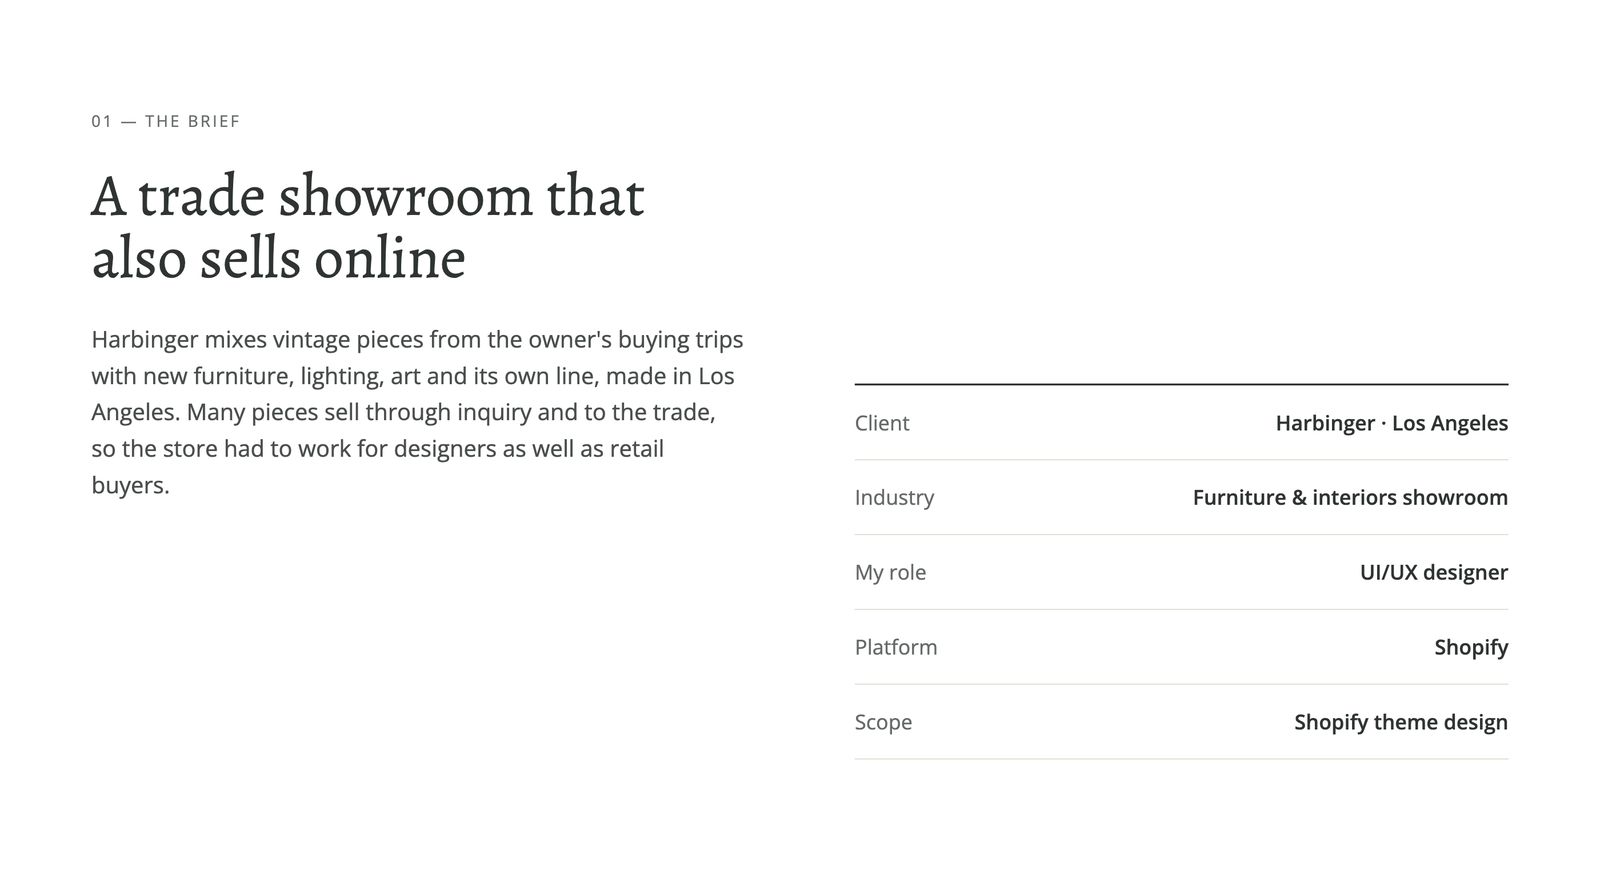 01 — THE BRIEF
A trade showroom that
also sells online
Harbinger mixes vintage pieces from the owner's buying trips
with new furniture, lighting, art and its own line, made in Los
Angeles. Many pieces sell through inquiry and to the trade,
so the store had to work for designers as well as retail
buyers.
Client Harbinger · Los Angeles
Industry Furniture & interiors showroom
My role UI/UX designer
Platform Shopify
Scope Shopify theme design